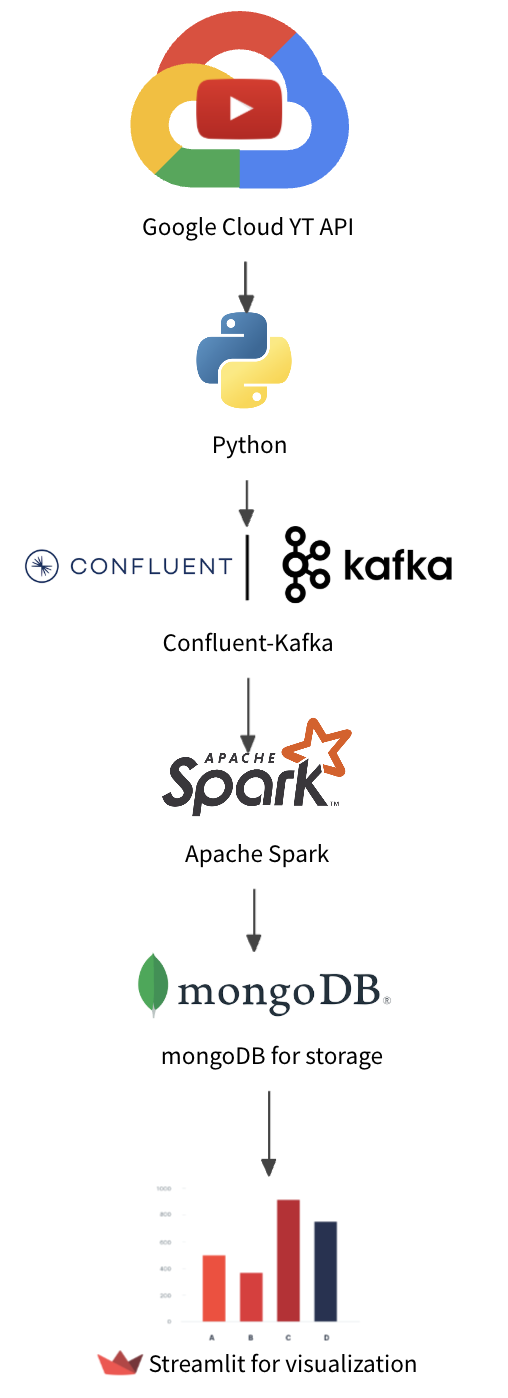 Google Cloud YT API
Python
CONFLUENT kafka
Confluent-Kafka
APACHE
Spark™
Apache Spark
mongoDB®
mongoDB for storage
1000
800
600
400
200
0
A B C D
Streamlit for visualization